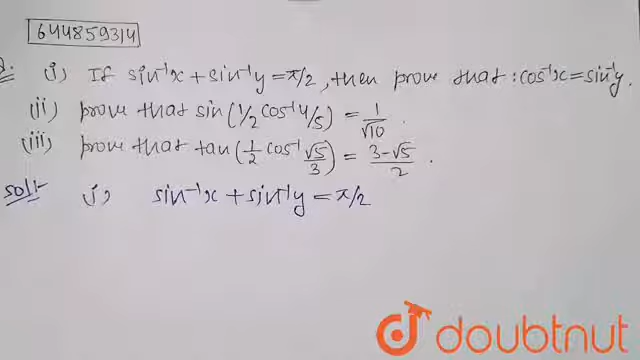 644859314
Q. (i) If sin⁻¹x + sin⁻¹y = π/2, then prove that : cos⁻¹x = sin⁻¹y.
(ii) prove that sin(1/2 cos⁻¹ 4/5) = 1/√10.
(iii) prove that tan(1/2 cos⁻¹ √5/3) = (3-√5)/2.
Sol:- (i) sin⁻¹x + sin⁻¹y = π/2
doubtnut